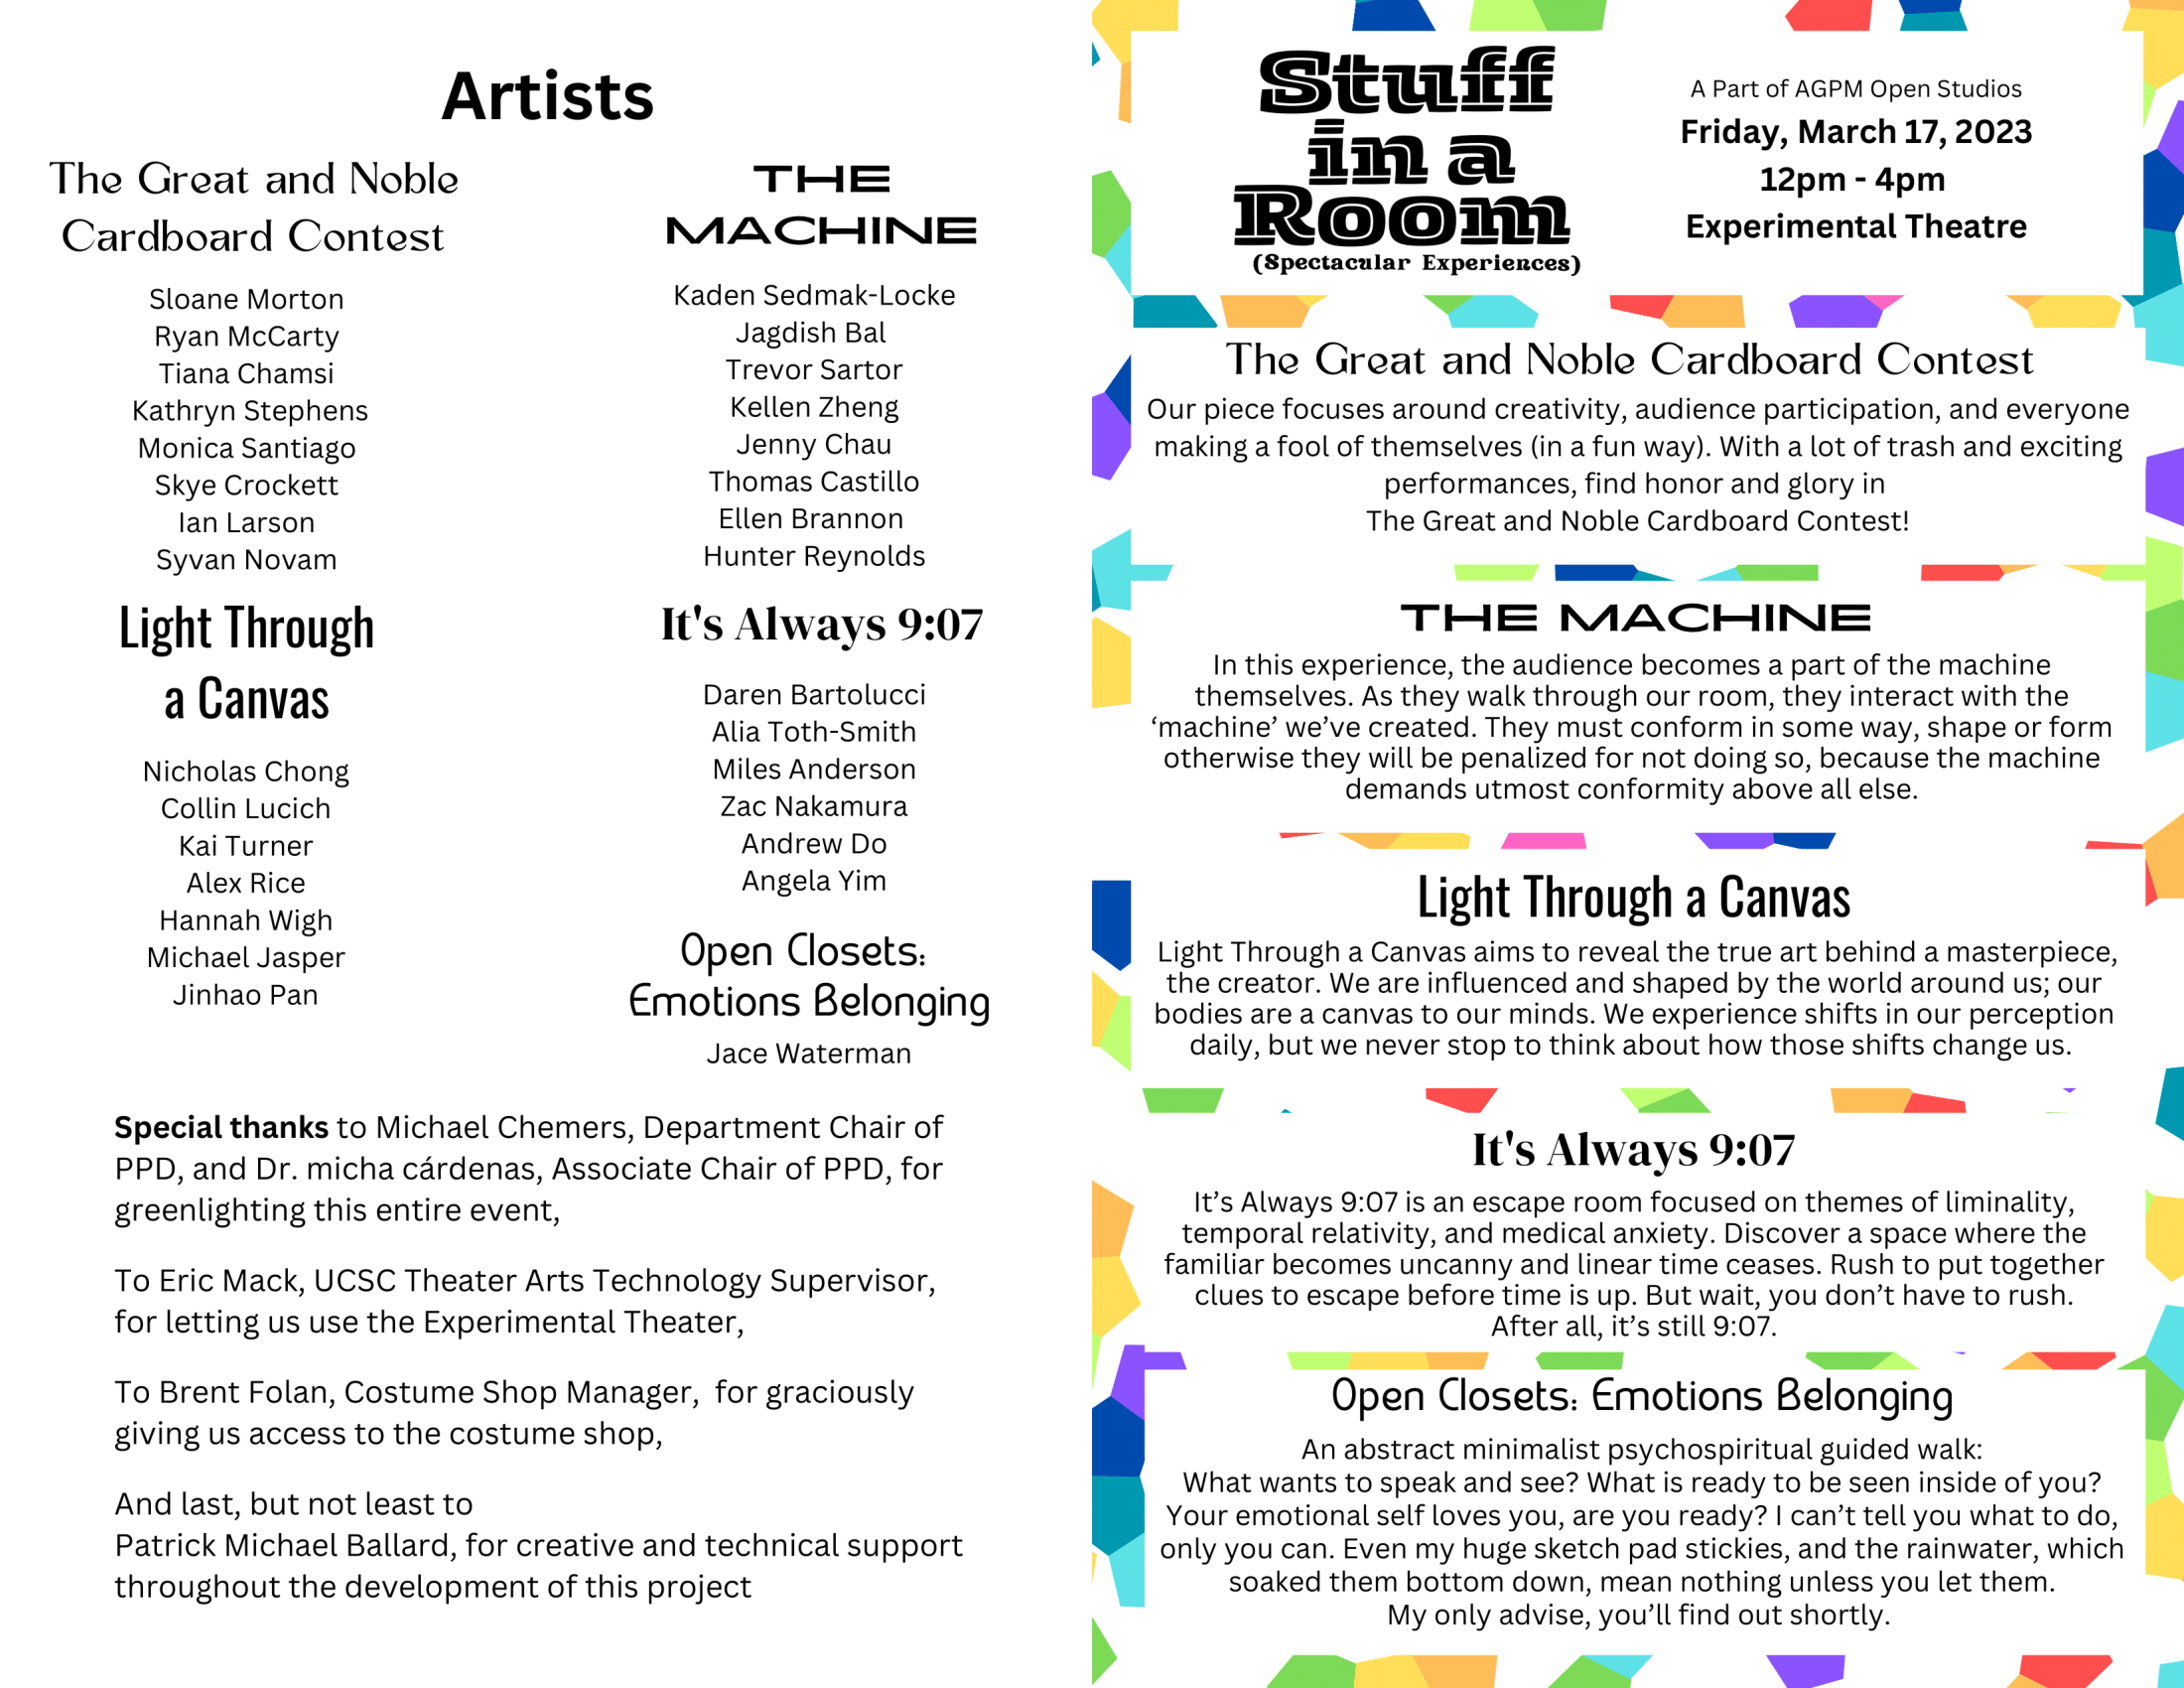 Artists
The Great and Noble
Cardboard Contest
Sloane Morton
Ryan McCarty
Tiana Chamsi
Kathryn Stephens
Monica Santiago
Skye Crockett
Ian Larson
Syvan Novam
Light Through
a Canvas
Nicholas Chong
Collin Lucich
Kai Turner
Alex Rice
Hannah Wigh
Michael Jasper
Jinhao Pan
THE
MACHINE
Kaden Sedmak-Locke
Jagdish Bal
Trevor Sartor
Kellen Zheng
Jenny Chau
Thomas Castillo
Ellen Brannon
Hunter Reynolds
It's Always 9:07
Daren Bartolucci
Alia Toth-Smith
Miles Anderson
Zac Nakamura
Andrew Do
Angela Yim
Open Closets:
Emotions Belonging
Jace Waterman
Special thanks to Michael Chemers, Department Chair of
PPD, and Dr. micha cárdenas, Associate Chair of PPD, for
greenlighting this entire event,
To Eric Mack, UCSC Theater Arts Technology Supervisor,
for letting us use the Experimental Theater,
To Brent Folan, Costume Shop Manager,  for graciously
giving us access to the costume shop,
And last, but not least to
Patrick Michael Ballard, for creative and technical support
throughout the development of this project
Stuff
in a
Room
(Spectacular Experiences)
A Part of AGPM Open Studios
Friday, March 17, 2023
12pm - 4pm
Experimental Theatre
The Great and Noble Cardboard Contest
Our piece focuses around creativity, audience participation, and everyone
making a fool of themselves (in a fun way). With a lot of trash and exciting
performances, find honor and glory in
The Great and Noble Cardboard Contest!
THE MACHINE
In this experience, the audience becomes a part of the machine
themselves. As they walk through our room, they interact with the
‘machine’ we’ve created. They must conform in some way, shape or form
otherwise they will be penalized for not doing so, because the machine
demands utmost conformity above all else.
Light Through a Canvas
Light Through a Canvas aims to reveal the true art behind a masterpiece,
the creator. We are influenced and shaped by the world around us; our
bodies are a canvas to our minds. We experience shifts in our perception
daily, but we never stop to think about how those shifts change us.
It's Always 9:07
It’s Always 9:07 is an escape room focused on themes of liminality,
temporal relativity, and medical anxiety. Discover a space where the
familiar becomes uncanny and linear time ceases. Rush to put together
clues to escape before time is up. But wait, you don’t have to rush.
After all, it’s still 9:07.
Open Closets: Emotions Belonging
An abstract minimalist psychospiritual guided walk:
What wants to speak and see? What is ready to be seen inside of you?
Your emotional self loves you, are you ready? I can’t tell you what to do,
only you can. Even my huge sketch pad stickies, and the rainwater, which
soaked them bottom down, mean nothing unless you let them.
My only advise, you’ll find out shortly.